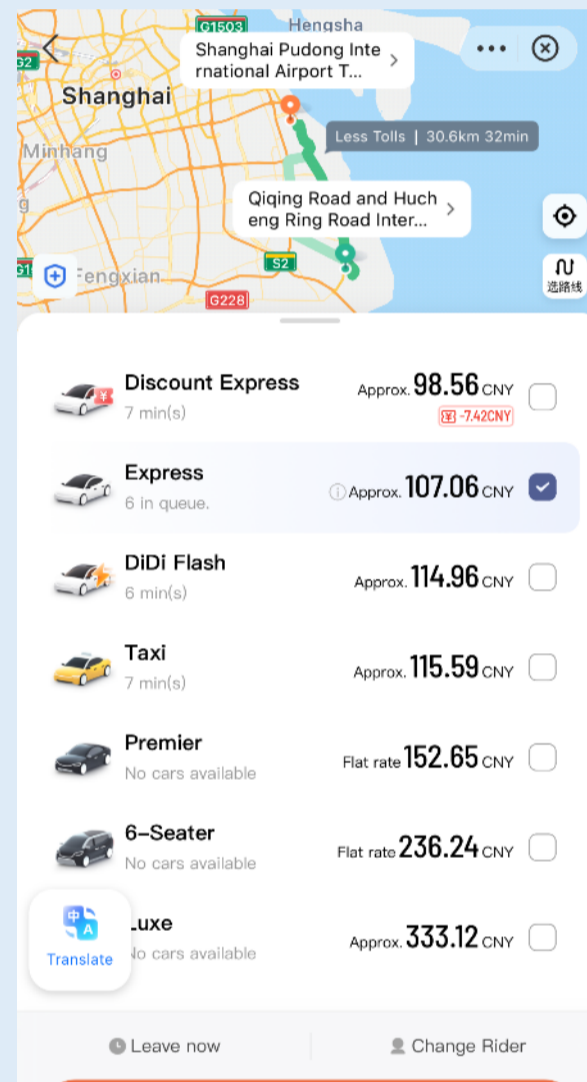 G1503
Hengsha
G2
Shanghai Pudong Inte
rnational Airport T...
Shanghai
Less Tolls | 30.6km 32min
Minhang
Qiqing Road and Huch
eng Ring Road Inter...
S2
Fengxian
选路线
G228
Discount Express
Approx. 98.56 CNY
7 min(s)
-7.42CNY
Express
Approx. 107.06 CNY
6 in queue.
DiDi Flash
Approx. 114.96 CNY
6 min(s)
Taxi
Approx. 115.59 CNY
7 min(s)
Premier
Flat rate 152.65 CNY
No cars available
6-Seater
Flat rate 236.24 CNY
No cars available
中 A
Translate
Luxe
Approx. 333.12 CNY
No cars available
Leave now
Change Rider